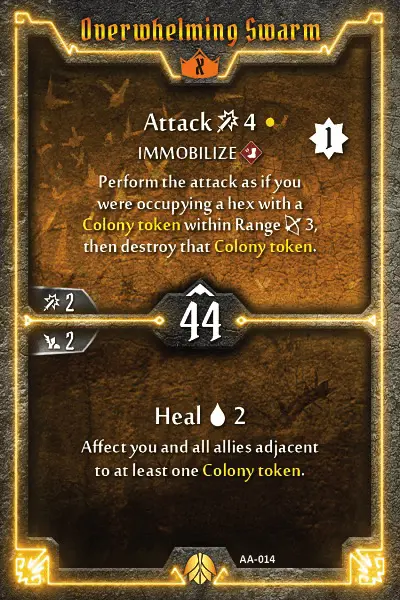 Overwhelming Swarm
X
Attack 4
1
IMMOBILIZE
Perform the attack as if you
were occupying a hex with a
Colony token within Range 3,
then destroy that Colony token.
2
44
2
Heal 2
Affect you and all allies adjacent
to at least one Colony token.
AA-014